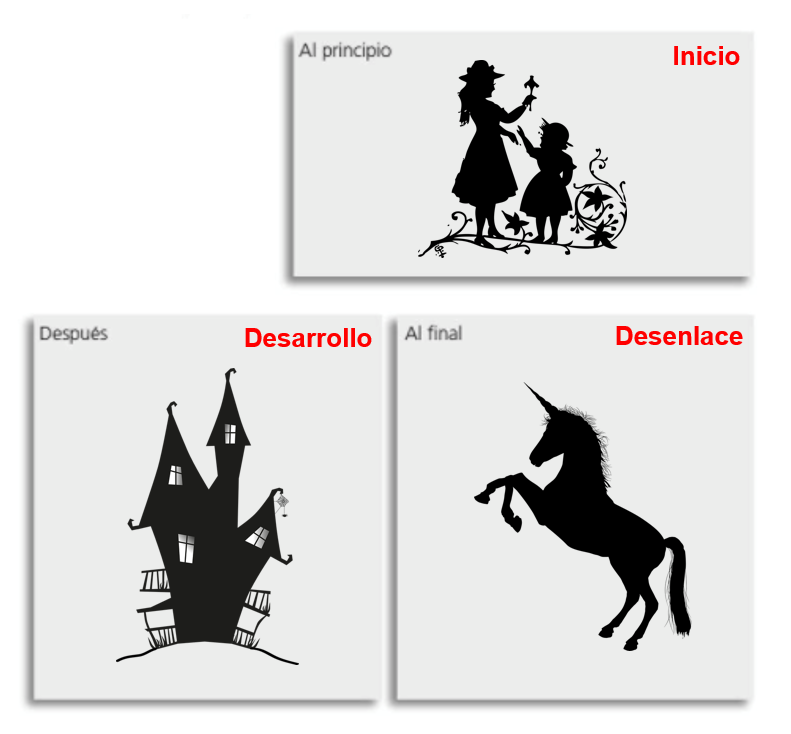 Al principio
Inicio
Después
Desarrollo
Al final
Desenlace